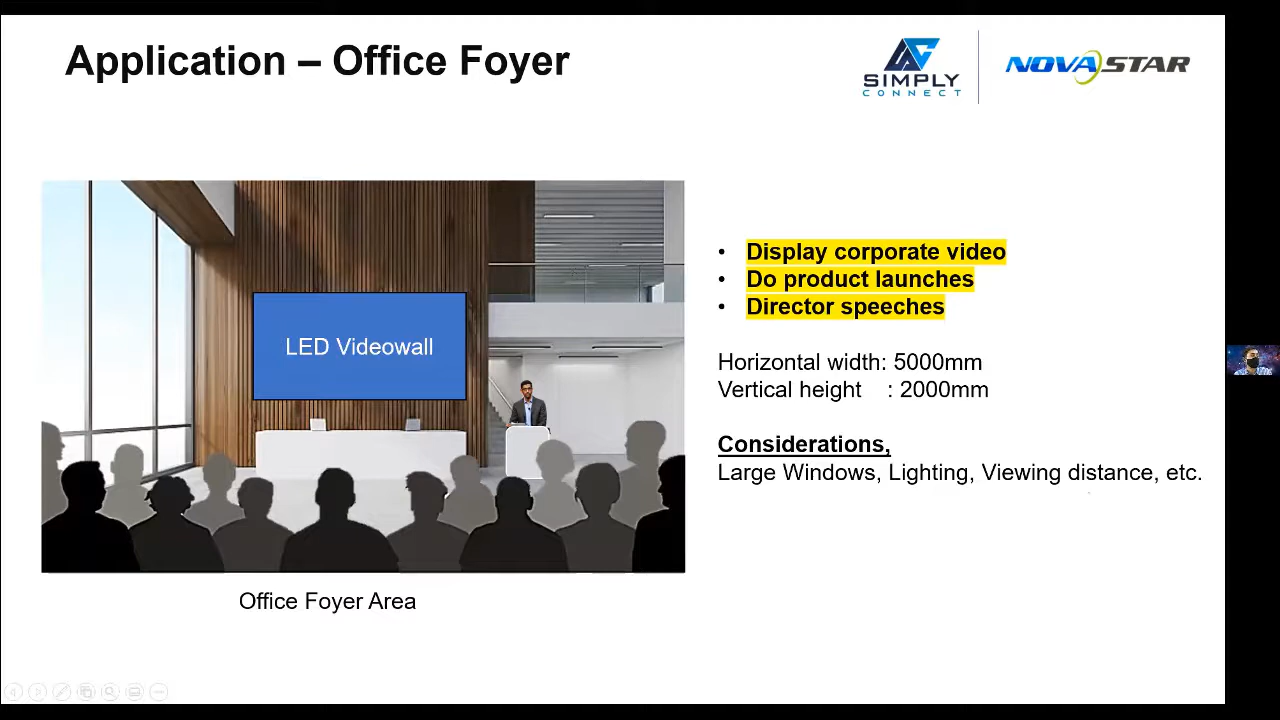 Application – Office Foyer
SIMPLY
CONNECT
NOVASTAR
LED Videowall
• Display corporate video
• Do product launches
• Director speeches
Horizontal width: 5000mm
Vertical height : 2000mm
Considerations,
Large Windows, Lighting, Viewing distance, etc.
Office Foyer Area